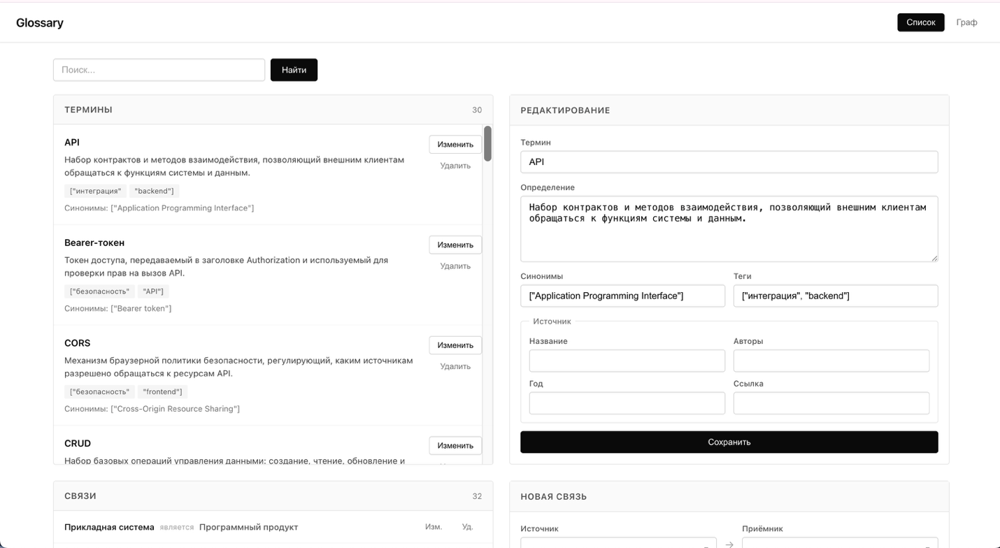 Glossary
Список
Граф
Поиск...
Найти
ТЕРМИНЫ
30
API
Изменить
Набор контрактов и методов взаимодействия, позволяющий внешним клиентам
обращаться к функциям системы и данным.
Удалить
["интеграция" "backend"]
Синонимы: ["Application Programming Interface"]
Bearer-токен
Изменить
Токен доступа, передаваемый в заголовке Authorization и используемый для
проверки прав на вызов API.
Удалить
["безопасность" "API"]
Синонимы: ["Bearer token"]
CORS
Изменить
Механизм браузерной политики безопасности, регулирующий, каким источникам
разрешено обращаться к ресурсам API.
Удалить
["безопасность" "frontend"]
Синонимы: ["Cross-Origin Resource Sharing"]
CRUD
Изменить
Набор базовых операций управления данными: создание, чтение, обновление и
РЕДАКТИРОВАНИЕ
Термин
API
Определение
Набор контрактов и методов взаимодействия, позволяющий внешним клиентам
обращаться к функциям системы и данным.
Синонимы
Теги
["Application Programming Interface"]
["интеграция", "backend"]
Источник
Название
Авторы
Год
Ссылка
Сохранить
СВЯЗИ
32
Прикладная система является Программный продукт
Изм.
Уд.
НОВАЯ СВЯЗЬ
Источник
Приёмник
→